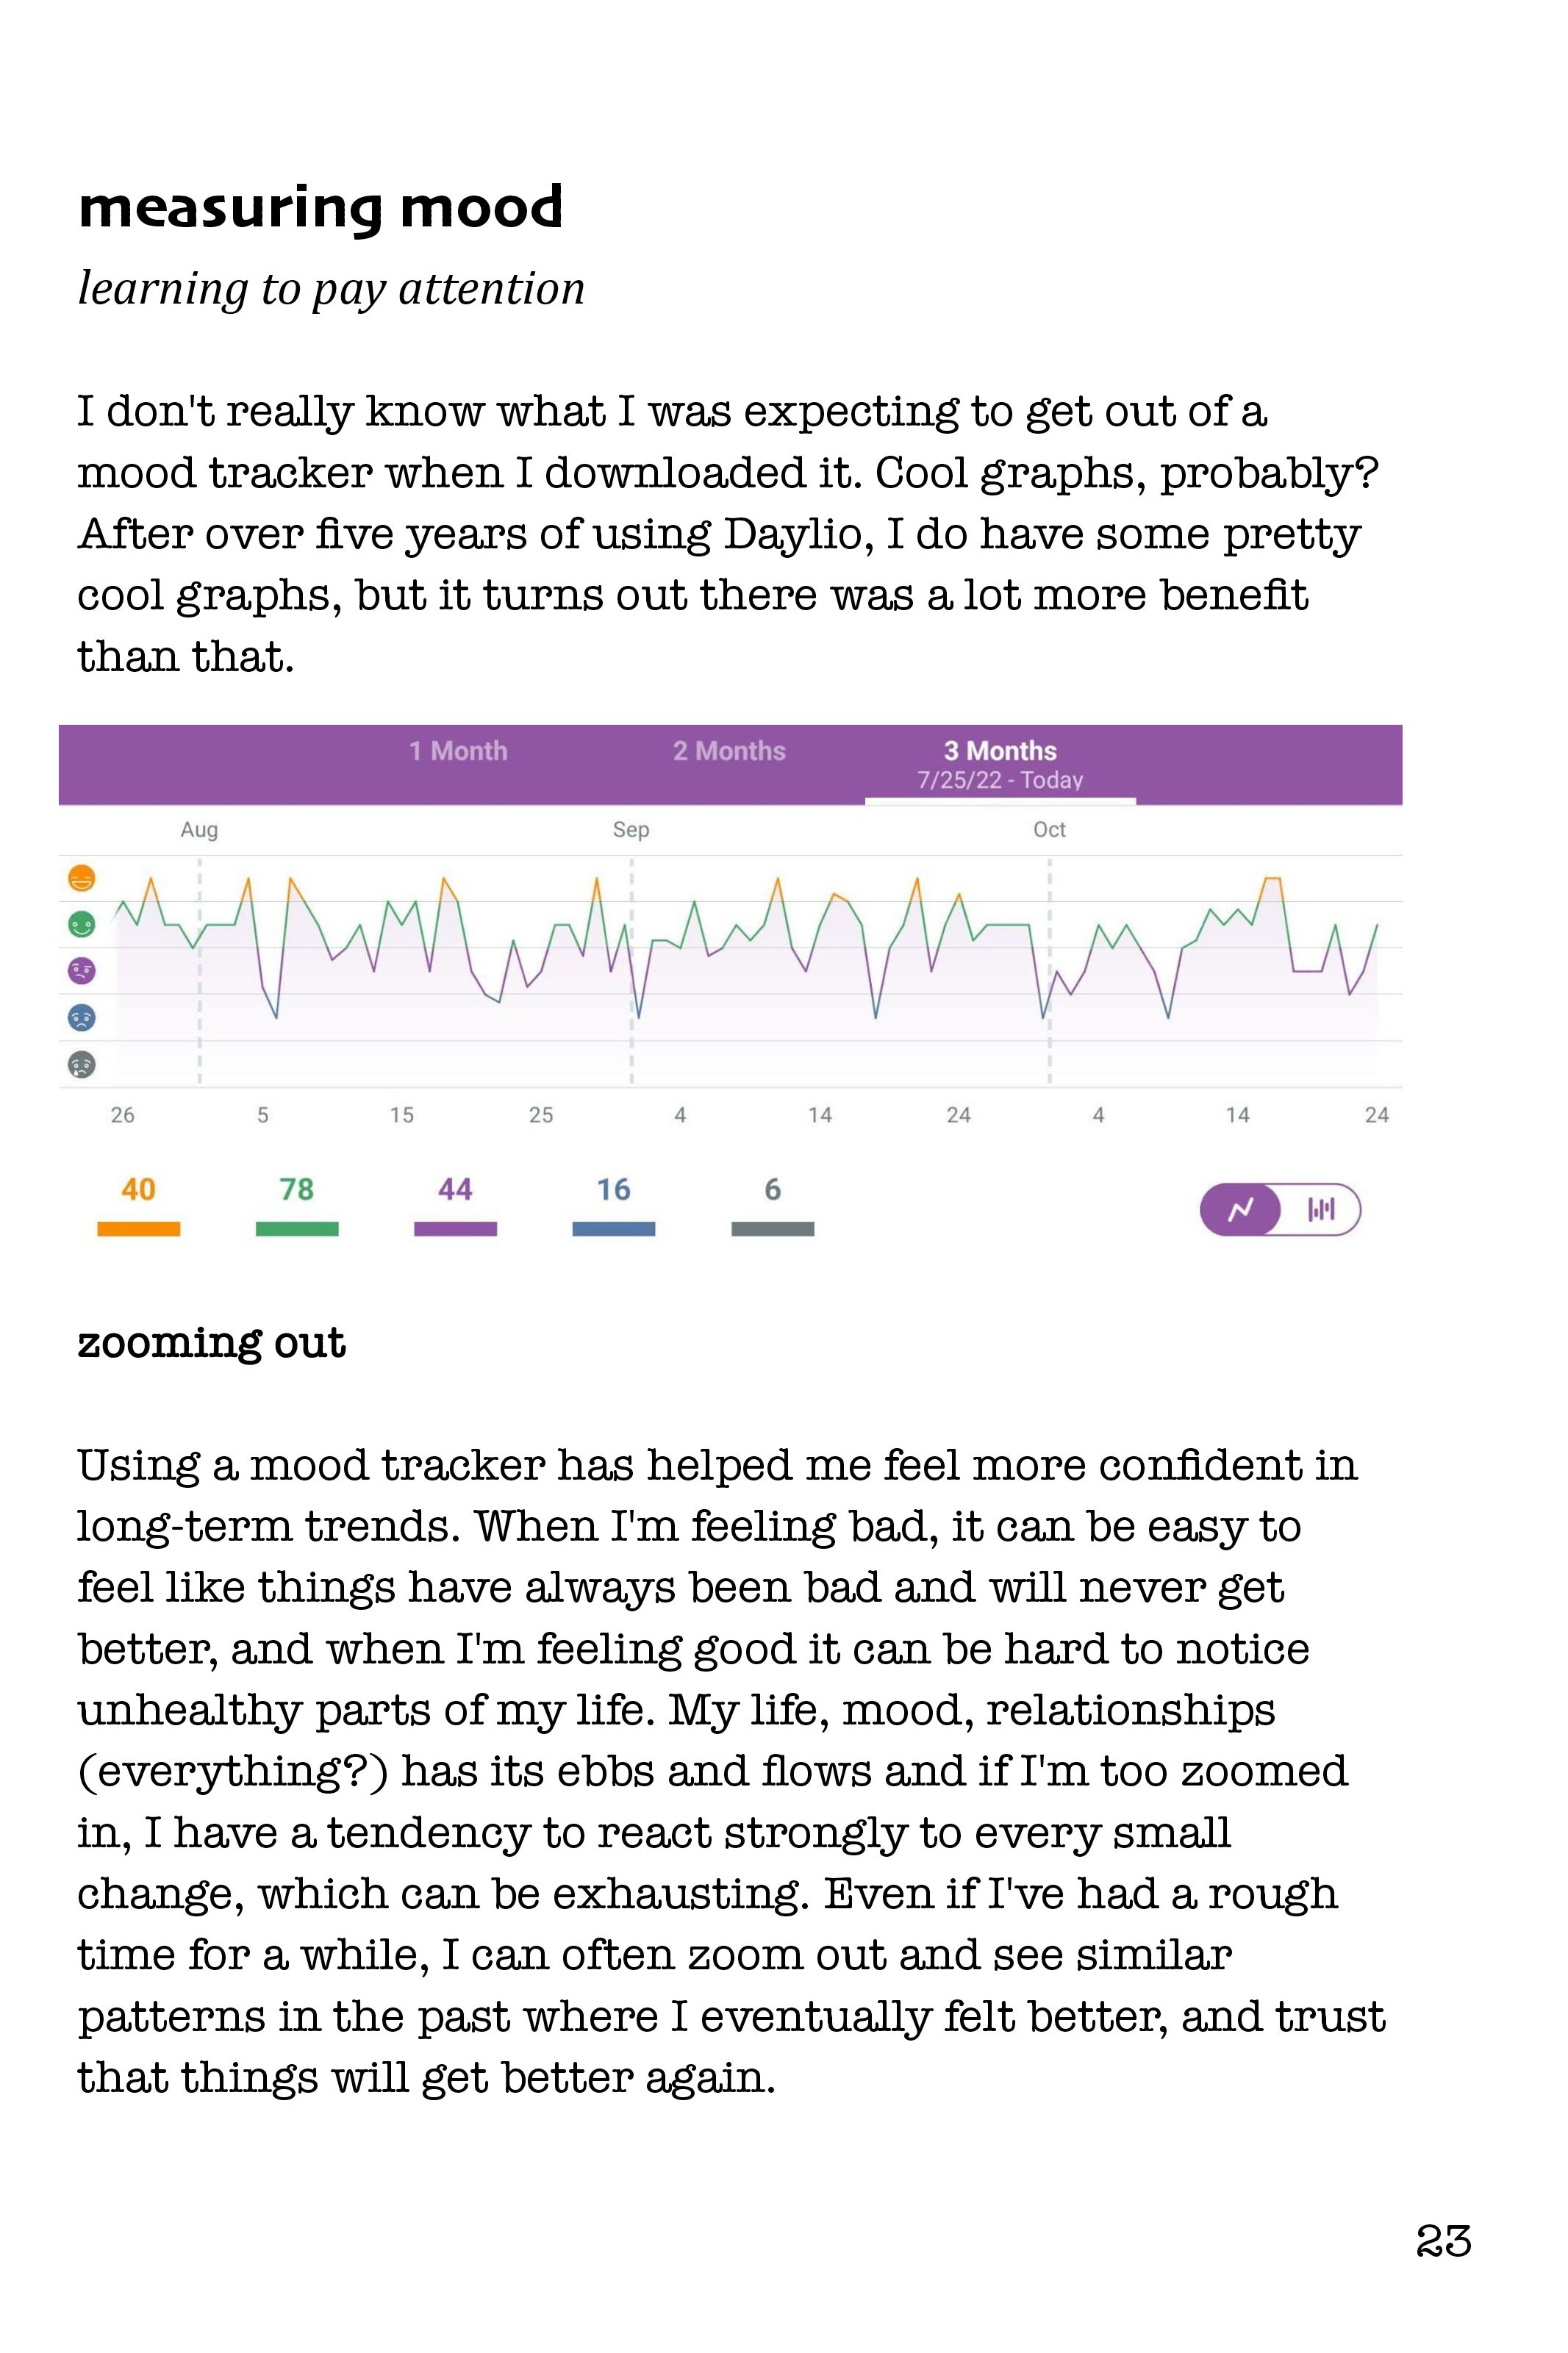 measuring mood
learning to pay attention
I don't really know what I was expecting to get out of a
mood tracker when I downloaded it. Cool graphs, probably?
After over five years of using Daylio, I do have some pretty
cool graphs, but it turns out there was a lot more benefit
than that.
1 Month 2 Months 3 Months
7/25/22 - Today
Aug Sep Oct
26 5 15 25 4 14 24 4 14 24
40 78 44 16 6
zooming out
Using a mood tracker has helped me feel more confident in
long-term trends. When I'm feeling bad, it can be easy to
feel like things have always been bad and will never get
better, and when I'm feeling good it can be hard to notice
unhealthy parts of my life. My life, mood, relationships
(everything?) has its ebbs and flows and if I'm too zoomed
in, I have a tendency to react strongly to every small
change, which can be exhausting. Even if I've had a rough
time for a while, I can often zoom out and see similar
patterns in the past where I eventually felt better, and trust
that things will get better again.
23